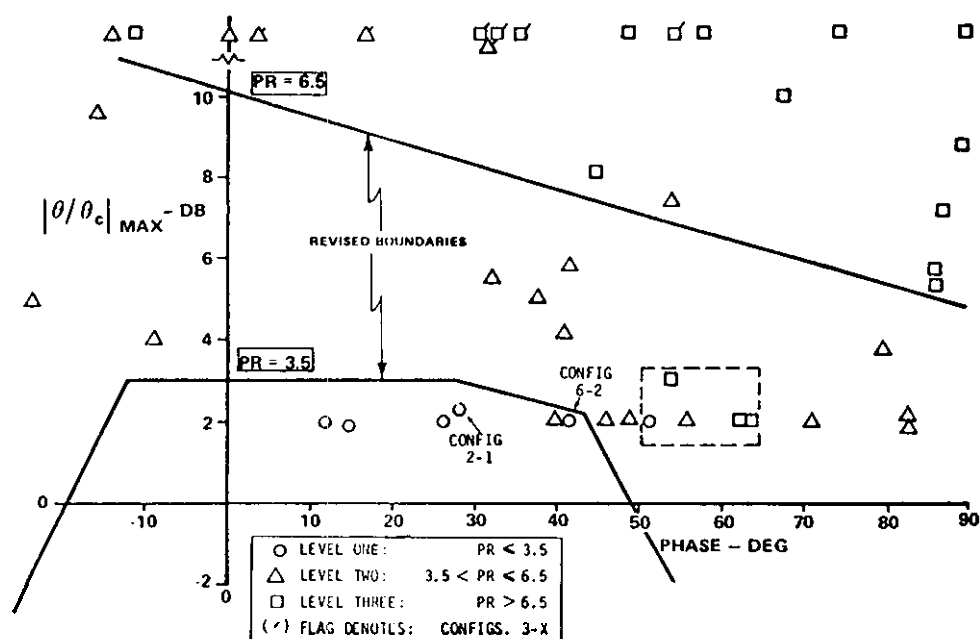 PR = 6.5
10
8
|θ/θc| MAX - DB
REVISED BOUNDARIES
6
4
PR = 3.5
CONFIG
6-2
2
CONFIG
2-1
0
-10 0 10 20 30 40 50 60 70 80 90
PHASE – DEG
-2
○ LEVEL ONE: PR < 3.5
△ LEVEL TWO: 3.5 < PR ≤ 6.5
□ LEVEL THREE: PR > 6.5
(′) FLAG DENOTES: CONFIGS. 3-X